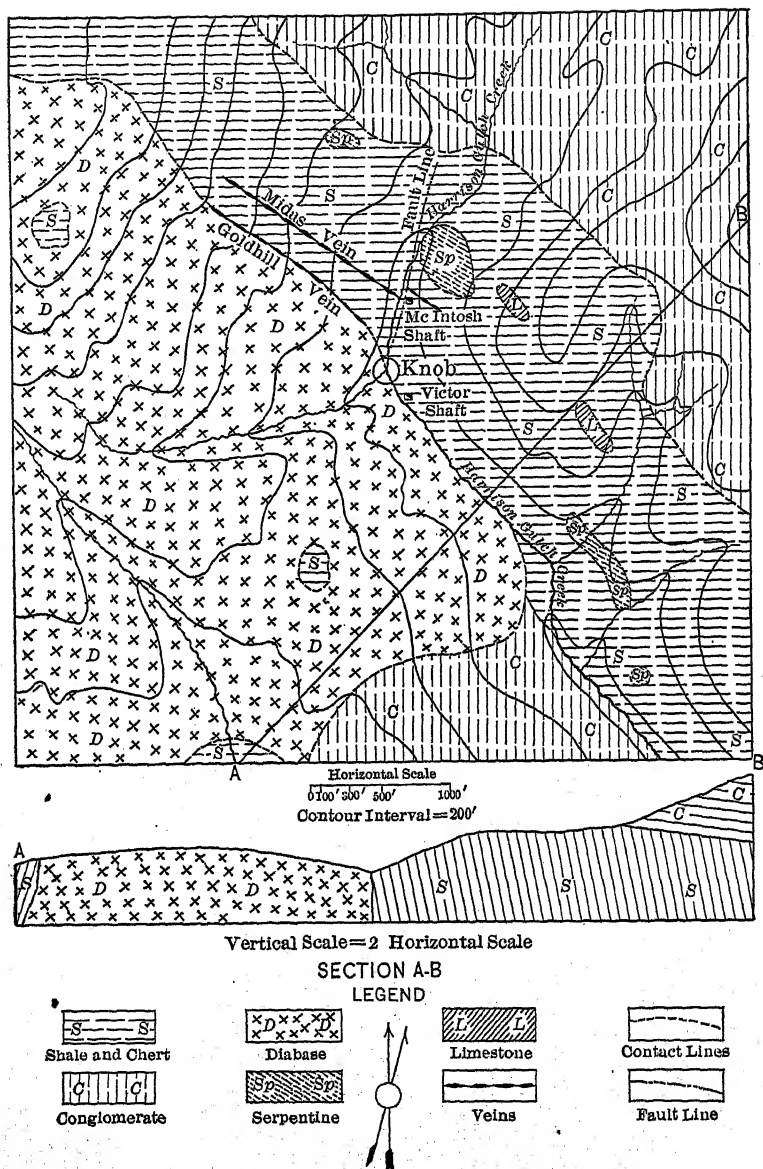 C
C
S
Sp
Fault Line
Harrison Gulch Creek
C
C
D
S
S
S
B
Midas Vein
Goldhill Vein
Sp
C
D
D
L
Mc Intosh
Shaft
S
Knob
Victor
Shaft
D
S
L
C
Harrison Gulch Creek
Sp
S
D
S
D
Sp
D
D
S
Sp
C
D
S
S
A
B
Horizontal Scale
0 100' 300' 500' 1000'
Contour Interval=200'
A
C
C
S
D
D
S
S
S
Vertical Scale=2 Horizontal Scale
SECTION A-B
LEGEND
S S
D D
L L
Shale and Chert
Diabase
Limestone
Contact Lines
C C
Sp Sp
Conglomerate
Serpentine
Veins
Fault Line